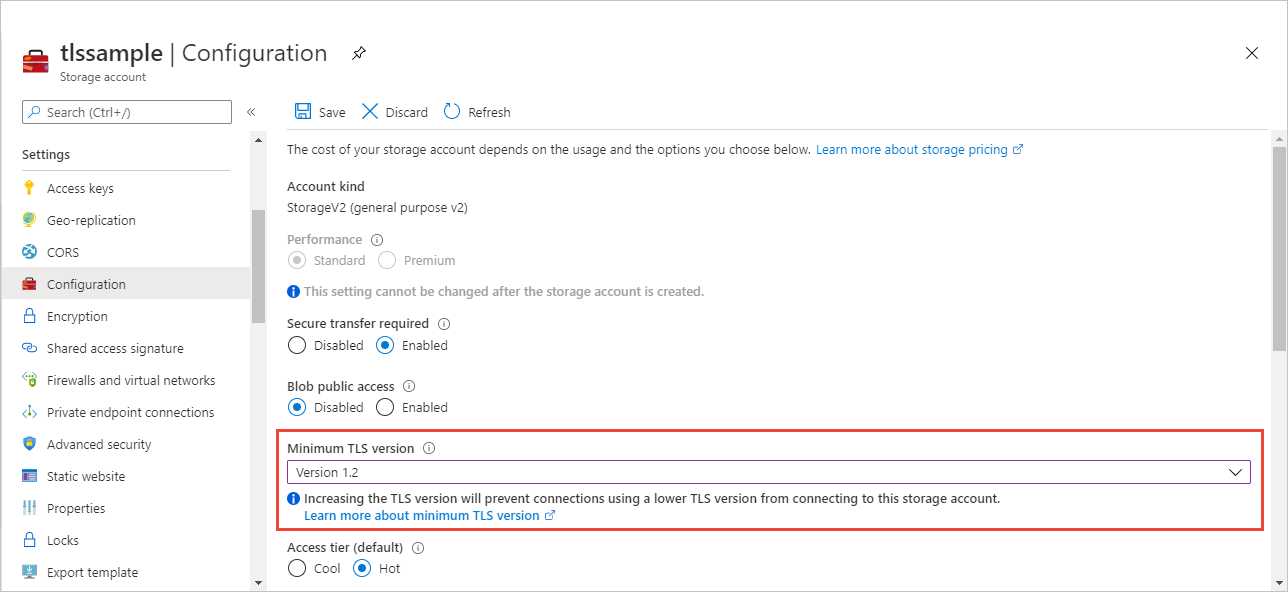 tlssample | Configuration
Storage account
Search (Ctrl+/)
«
Settings
Access keys
Geo-replication
CORS
Configuration
Encryption
Shared access signature
Firewalls and virtual networks
Private endpoint connections
Advanced security
Static website
Properties
Locks
Export template
Save Discard Refresh
The cost of your storage account depends on the usage and the options you choose below. Learn more about storage pricing
Account kind
StorageV2 (general purpose v2)
Performance
Standard Premium
This setting cannot be changed after the storage account is created.
Secure transfer required
Disabled Enabled
Blob public access
Disabled Enabled
Minimum TLS version
Version 1.2
Increasing the TLS version will prevent connections using a lower TLS version from connecting to this storage account.
Learn more about minimum TLS version
Access tier (default)
Cool Hot